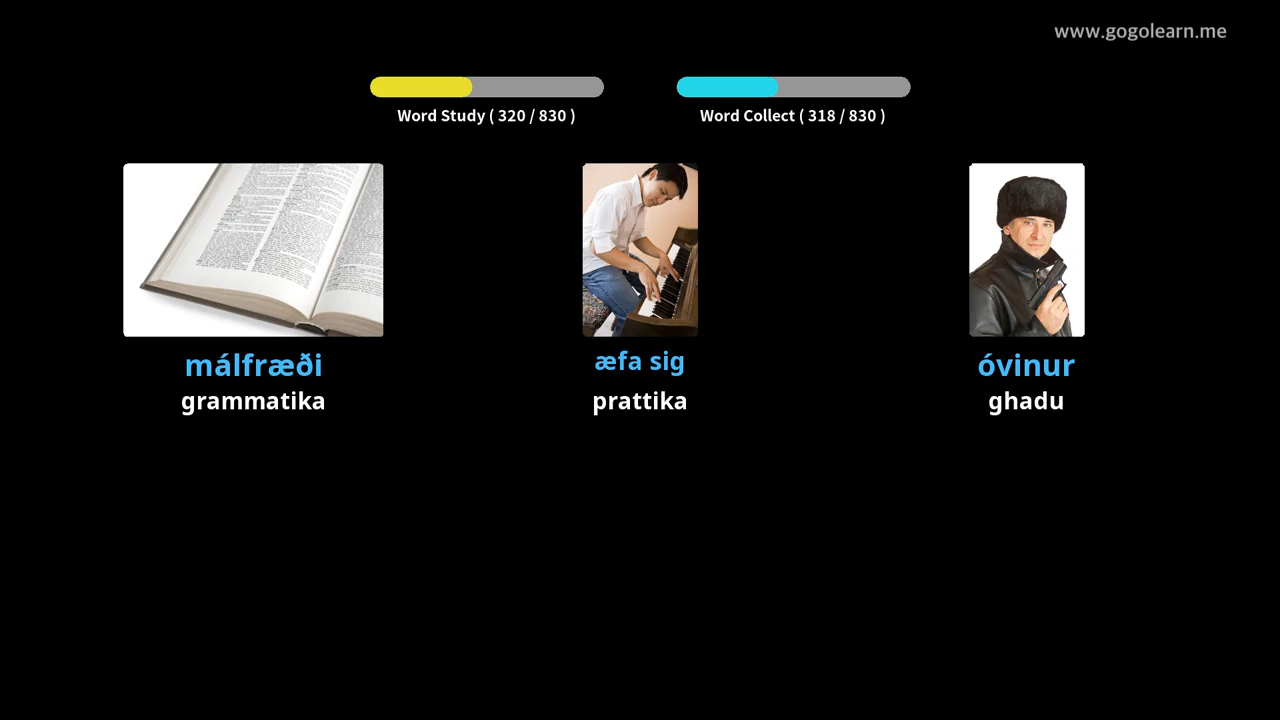 www.gogolearn.me
Word Study ( 320 / 830 )
Word Collect ( 318 / 830 )
málfræði
grammatika
æfa sig
prattika
óvinur
ghadu